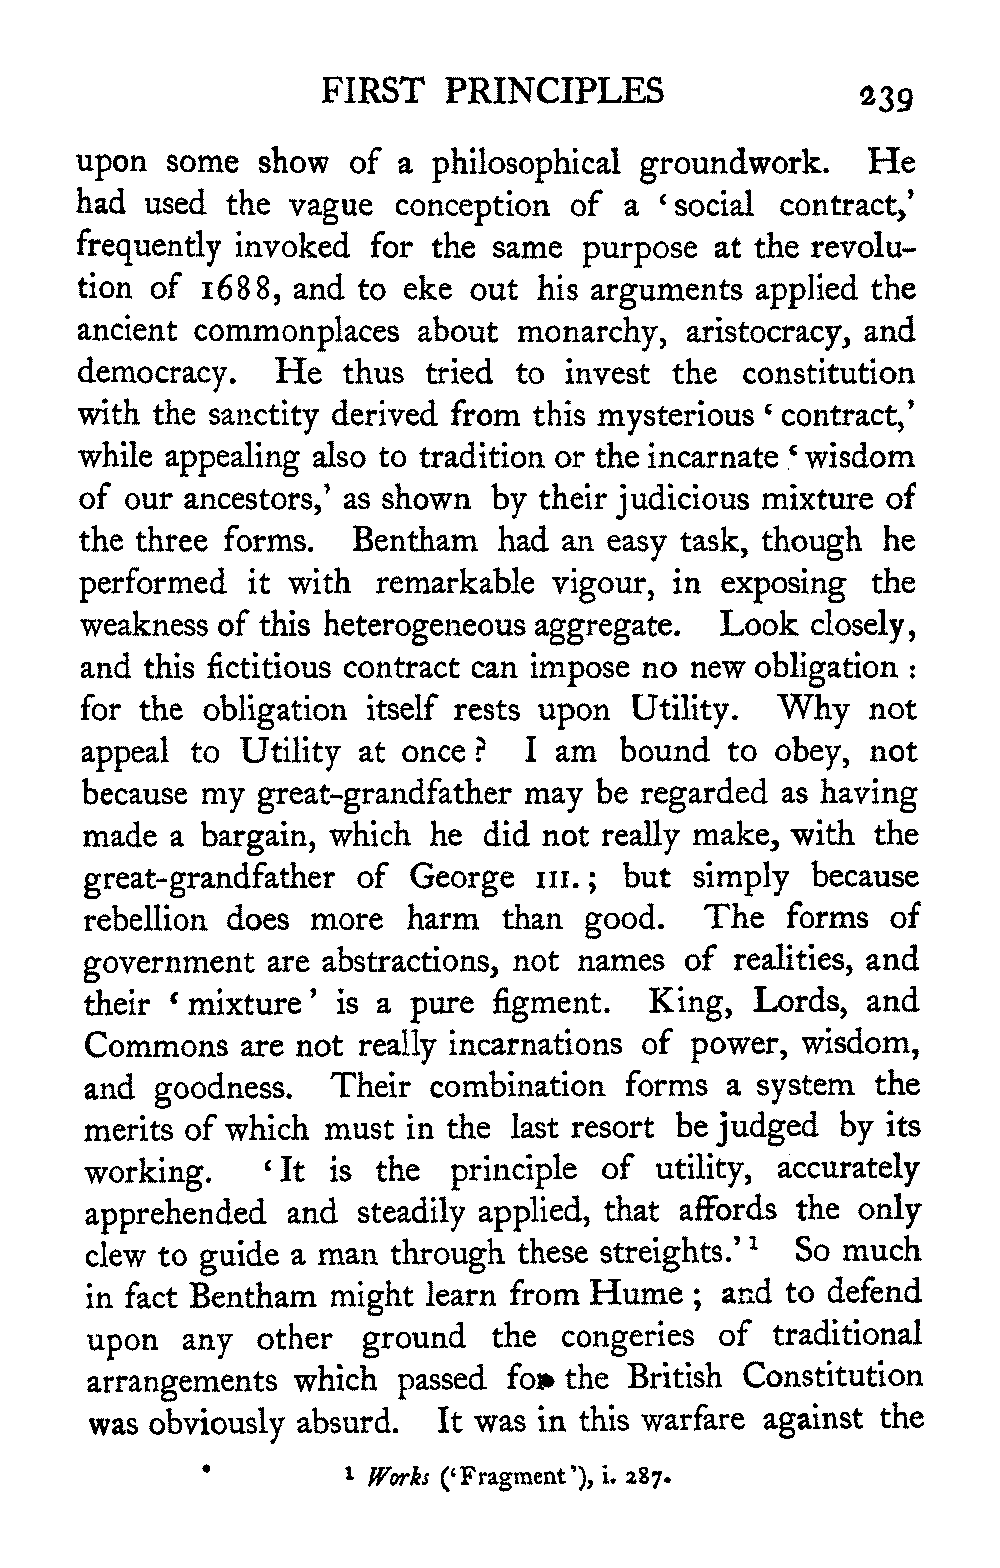 FIRST PRINCIPLES 239
upon some show of a philosophical groundwork. He
had used the vague conception of a ‘social contract,’
frequently invoked for the same purpose at the revolu-
tion of 1688, and to eke out his arguments applied the
ancient commonplaces about monarchy, aristocracy, and
democracy. He thus tried to invest the constitution
with the sanctity derived from this mysterious ‘contract,’
while appealing also to tradition or the incarnate ‘wisdom
of our ancestors,’ as shown by their judicious mixture of
the three forms. Bentham had an easy task, though he
performed it with remarkable vigour, in exposing the
weakness of this heterogeneous aggregate. Look closely,
and this fictitious contract can impose no new obligation :
for the obligation itself rests upon Utility. Why not
appeal to Utility at once? I am bound to obey, not
because my great-grandfather may be regarded as having
made a bargain, which he did not really make, with the
great-grandfather of George III.; but simply because
rebellion does more harm than good. The forms of
government are abstractions, not names of realities, and
their ‘mixture’ is a pure figment. King, Lords, and
Commons are not really incarnations of power, wisdom,
and goodness. Their combination forms a system the
merits of which must in the last resort be judged by its
working. ‘It is the principle of utility, accurately
apprehended and steadily applied, that affords the only
clew to guide a man through these streights.’¹ So much
in fact Bentham might learn from Hume; and to defend
upon any other ground the congeries of traditional
arrangements which passed for the British Constitution
was obviously absurd. It was in this warfare against the
¹ Works (‘Fragment’), i. 287.